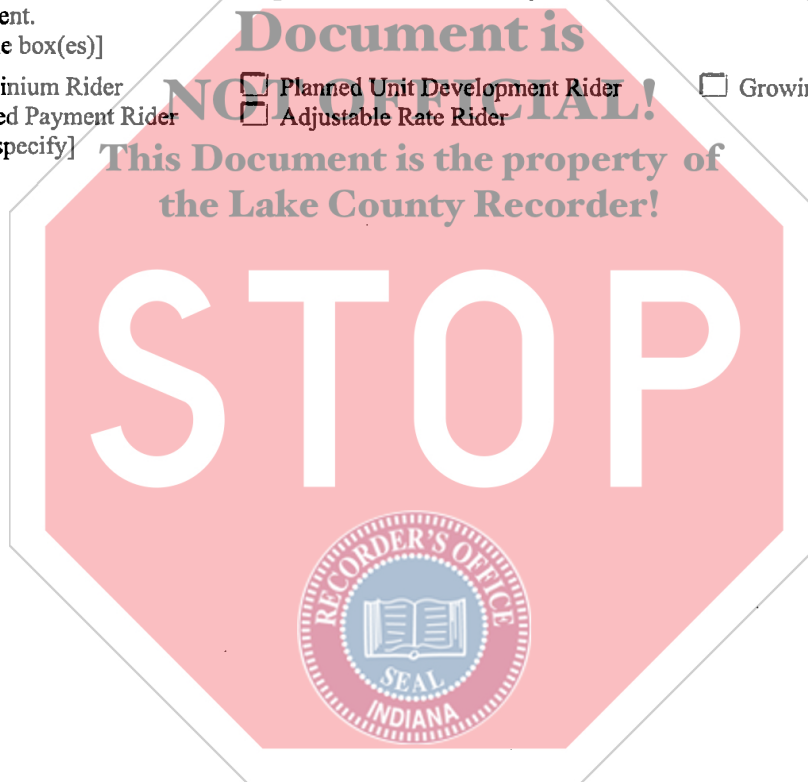 ent.
Document is
e box(es)]
inium Rider
Planned Unit Development Rider
Growin
NOT OFFICIAL!
ed Payment Rider
Adjustable Rate Rider
specify]
This Document is the property of
the Lake County Recorder!
STOP
RECORDER'S OFFICE
SEAL
INDIANA